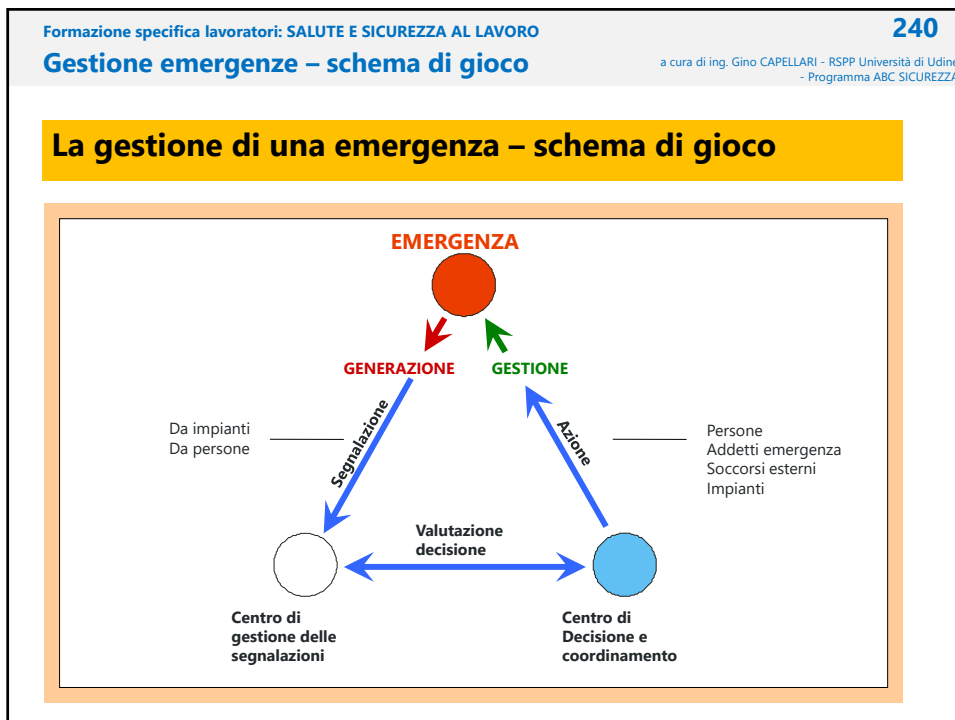 Formazione specifica lavoratori: SALUTE E SICUREZZA AL LAVORO
240
Gestione emergenze – schema di gioco
a cura di ing. Gino CAPELLARI - RSPP Università di Udine
- Programma ABC SICUREZZA
La gestione di una emergenza – schema di gioco
EMERGENZA
GENERAZIONE
GESTIONE
Da impianti
Da persone
Segnalazione
Azione
Persone
Addetti emergenza
Soccorsi esterni
Impianti
Valutazione
decisione
Centro di
gestione delle
segnalazioni
Centro di
Decisione e
coordinamento